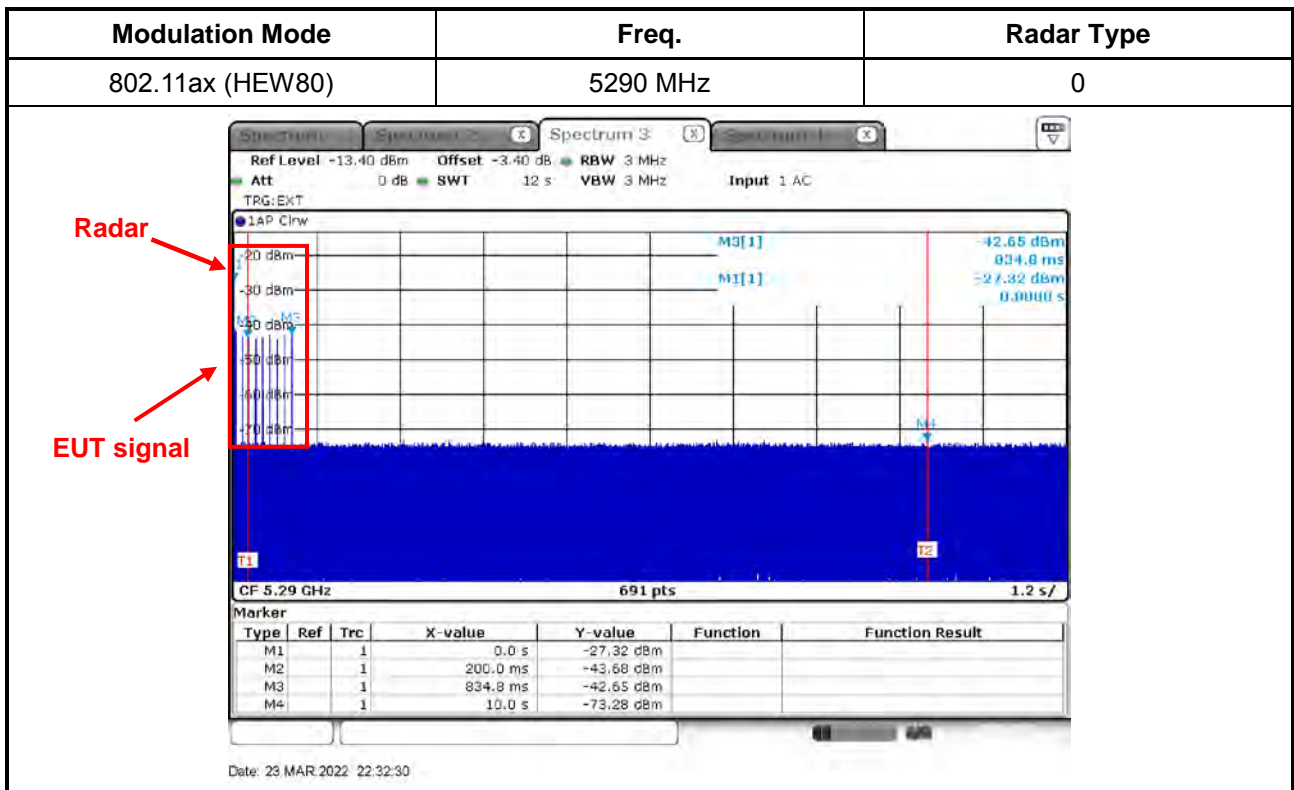 Modulation Mode Freq. Radar Type
802.11ax (HEW80) 5290 MHz 0
Spectrum 3
Ref Level -13.40 dBm Offset -3.40 dB RBW 3 MHz
Att 0 dB SWT 12 s VBW 3 MHz Input 1 AC
TRG:EXT
1AP Clrw
Radar
M3[1] -42.65 dBm
834.8 ms
M1[1] -27.32 dBm
0.0000 s
-20 dBm
-30 dBm
-40 dBm
M3
-50 dBm
-60 dBm
-70 dBm
M4
EUT signal
T1
T2
CF 5.29 GHz 691 pts 1.2 s/
Marker
Type Ref Trc X-value Y-value Function Function Result
M1 1 0.0 s -27.32 dBm
M2 1 200.0 ms -43.68 dBm
M3 1 834.8 ms -42.65 dBm
M4 1 10.0 s -73.28 dBm
Date: 23 MAR 2022 22:32:30